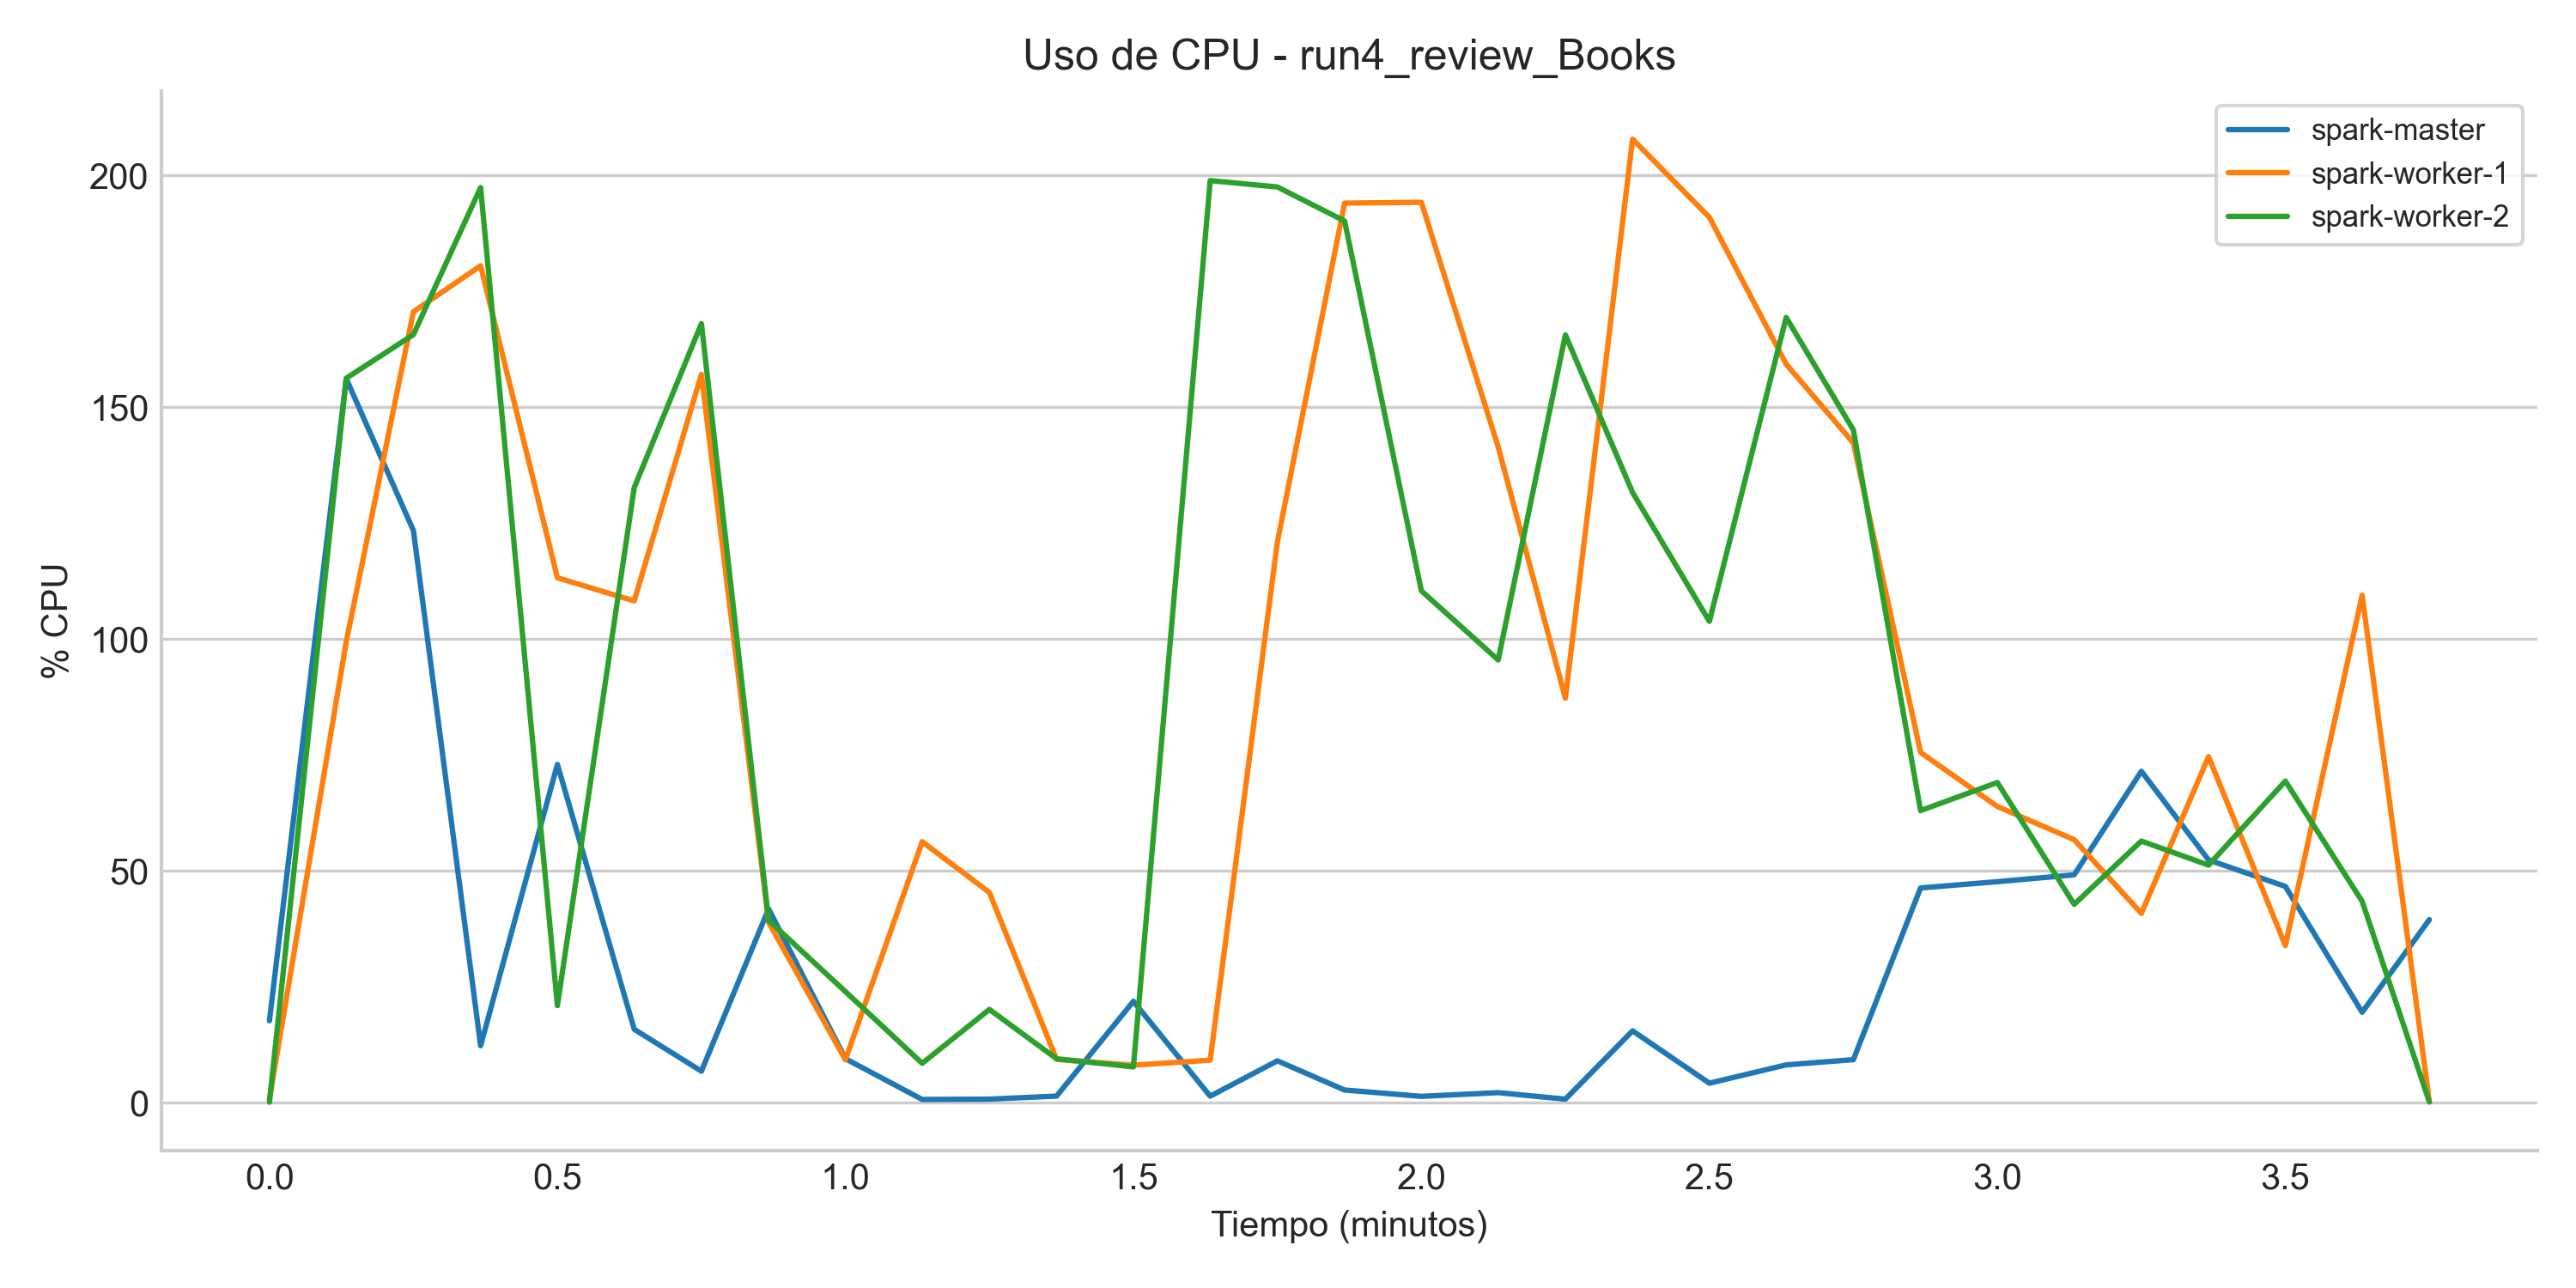 Uso de CPU - run4_review_Books
spark-master
spark-worker-1
spark-worker-2
200
150
100
50
0
% CPU
0.0 0.5 1.0 1.5 2.0 2.5 3.0 3.5
Tiempo (minutos)